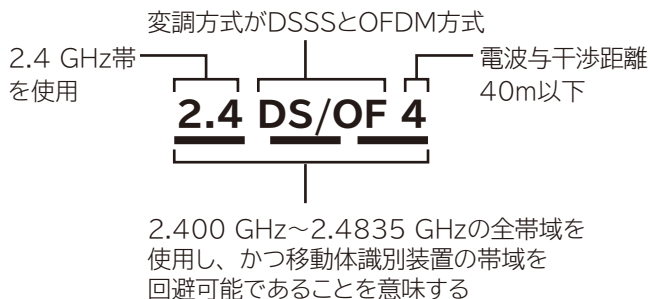 変調方式がDSSSとOFDM方式
2.4 GHz帯
を使用
電波与干渉距離
40m以下
2.4 DS/OF 4
2.400 GHz～2.4835 GHzの全帯域を
使用し、かつ移動体識別装置の帯域を
回避可能であることを意味する